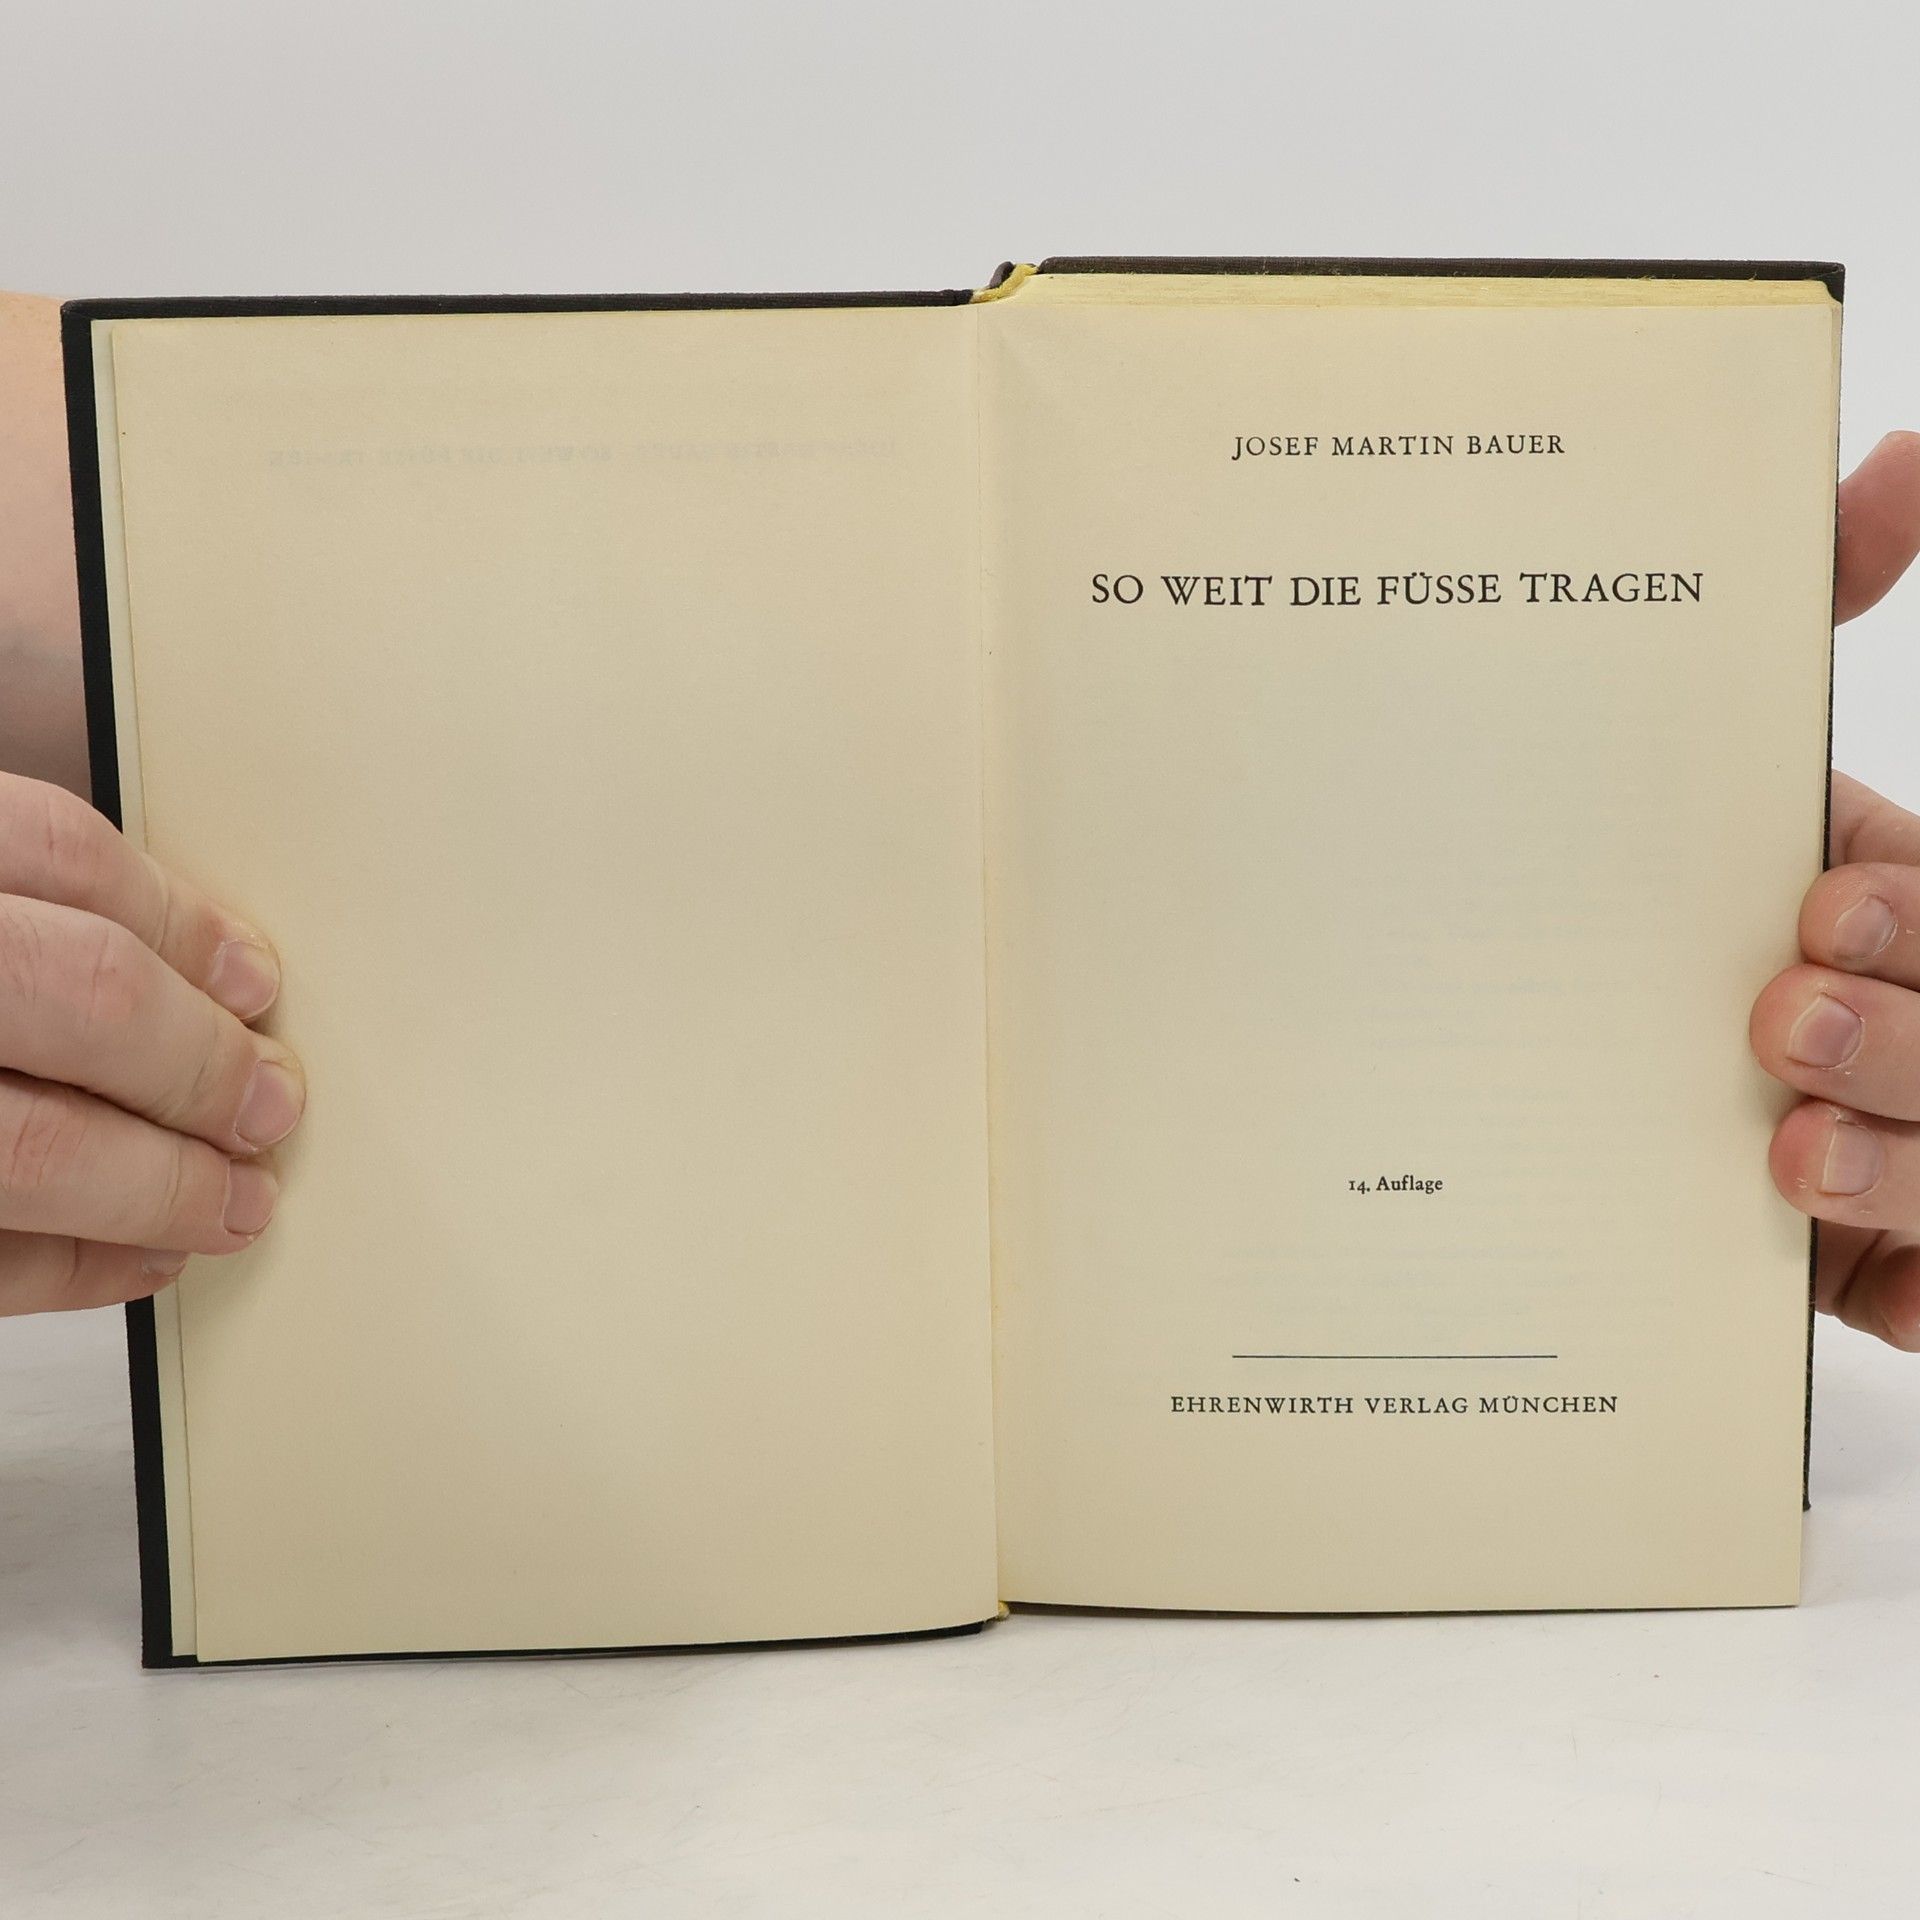 JOSEF MARTIN BAUER
SO WEIT DIE FÜSSE TRAGEN
14. Auflage
EHRENWIRTH VERLAG MÜNCHEN